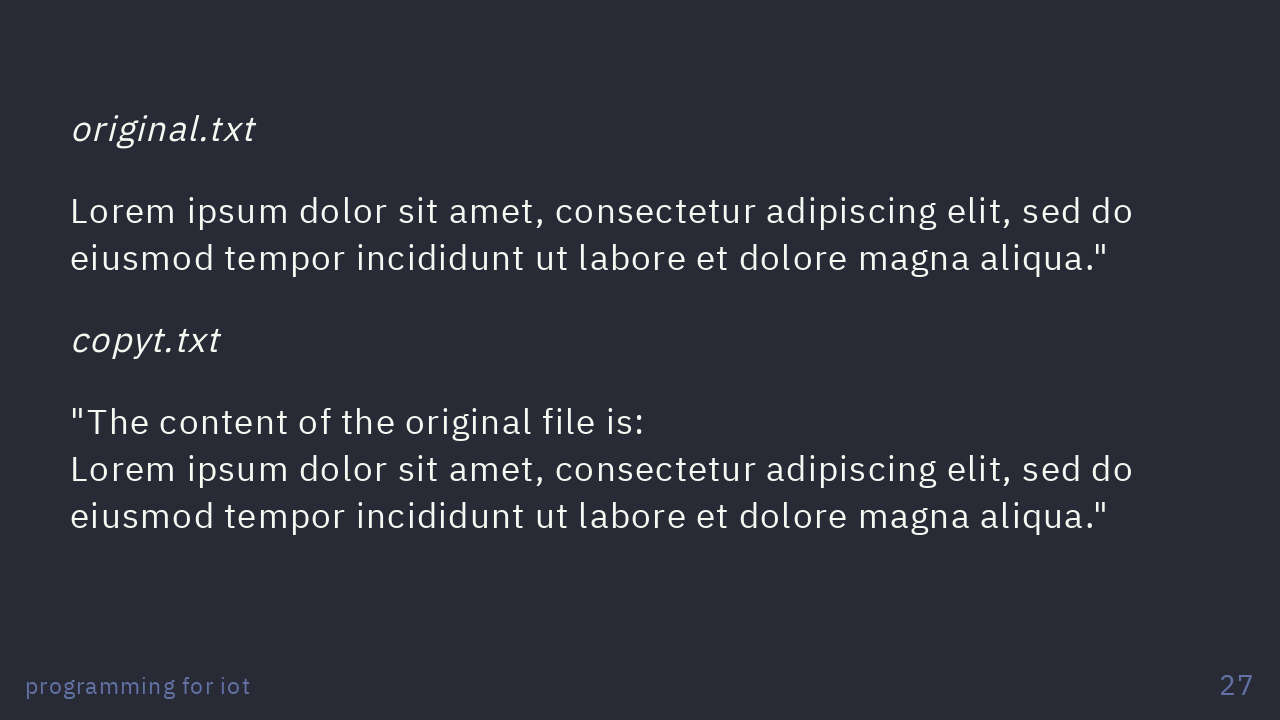 original.txt
Lorem ipsum dolor sit amet, consectetur adipiscing elit, sed do
eiusmod tempor incididunt ut labore et dolore magna aliqua."
copyt.txt
"The content of the original file is:
Lorem ipsum dolor sit amet, consectetur adipiscing elit, sed do
eiusmod tempor incididunt ut labore et dolore magna aliqua."
programming for iot
27